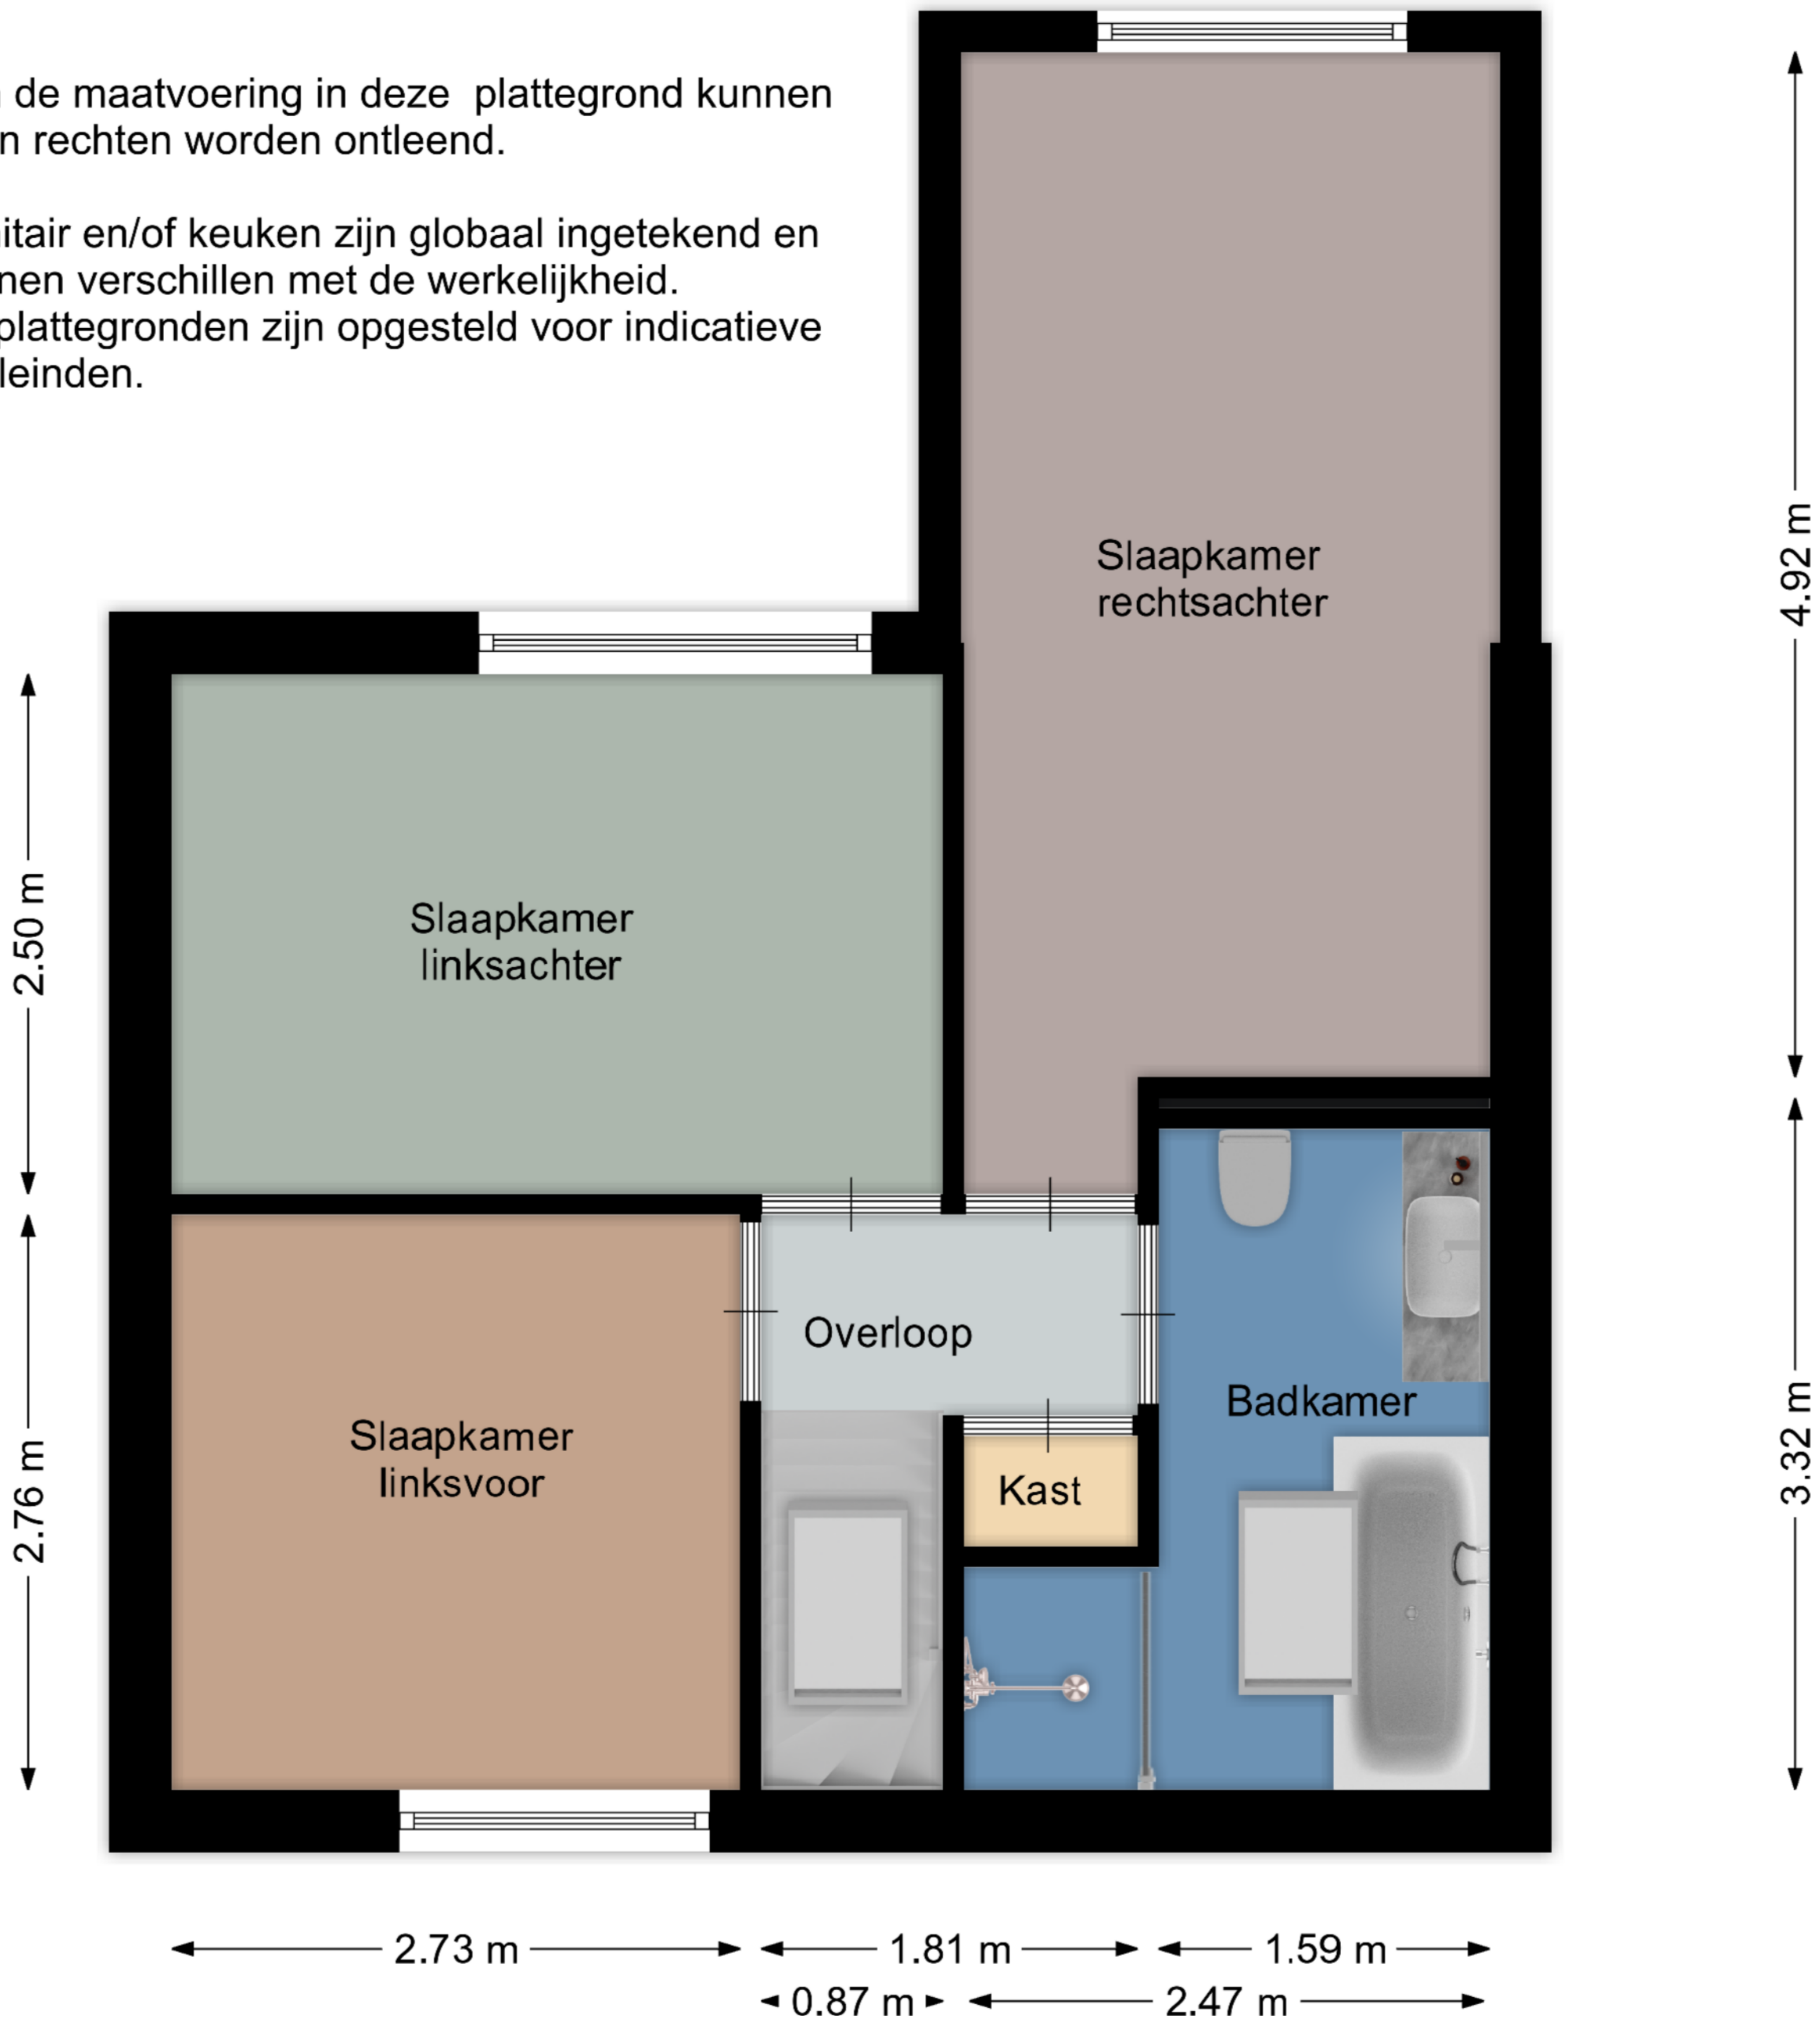 de maatvoering in deze plattegrond kunnen
n rechten worden ontleend.
itair en/of keuken zijn globaal ingetekend en
nen verschillen met de werkelijkheid.
plattegronden zijn opgesteld voor indicatieve
leinden.
Slaapkamer
rechtsachter
4.92 m
Slaapkamer
linksachter
2.50 m
Overloop
Badkamer
Slaapkamer
linksvoor
Kast
2.76 m
3.32 m
2.73 m
1.81 m
1.59 m
0.87 m
2.47 m